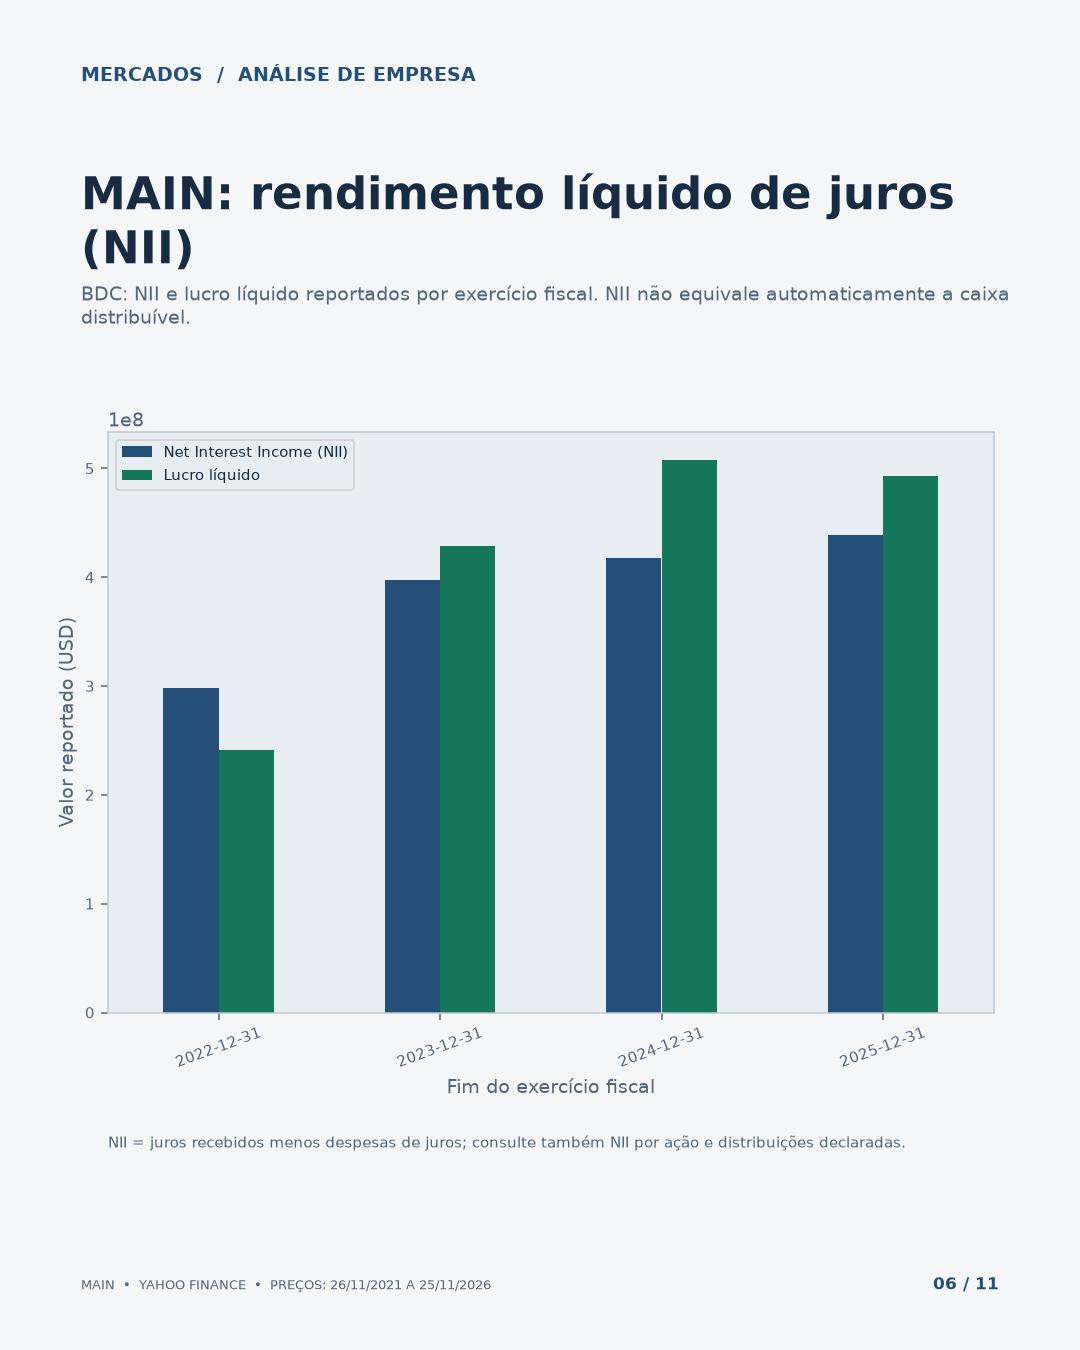 MERCADOS / ANÁLISE DE EMPRESA
MAIN: rendimento líquido de juros
(NII)
BDC: NII e lucro líquido reportados por exercício fiscal. NII não equivale automaticamente a caixa
distribuível.
1e8
Net Interest Income (NII)
Lucro líquido
5
4
3
2
1
0
Valor reportado (USD)
2022-12-31
2023-12-31
2024-12-31
2025-12-31
Fim do exercício fiscal
NII = juros recebidos menos despesas de juros; consulte também NII por ação e distribuições declaradas.
MAIN • YAHOO FINANCE • PREÇOS: 26/11/2021 A 25/11/2026
06 / 11